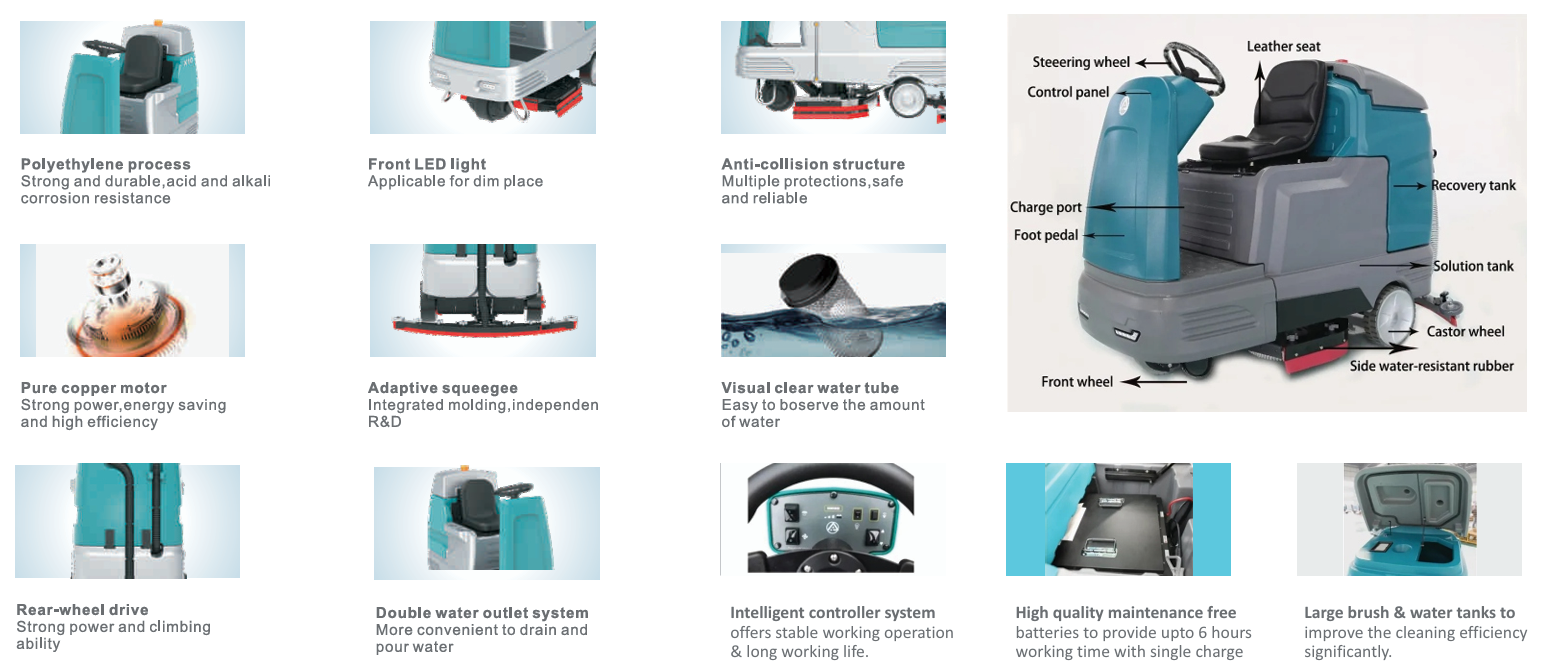 Polyethylene process
Strong and durable,acid and alkali
corrosion resistance
Front LED light
Applicable for dim place
Anti-collision structure
Multiple protections,safe
and reliable
Steeering wheel
Leather seat
Control panel
Recovery tank
Charge port
Foot pedal
Solution tank
Castor wheel
Side water-resistant rubber
Front wheel
Pure copper motor
Strong power,energy saving
and high efficiency
Adaptive squeegee
Integrated molding,independen
R&D
Visual clear water tube
Easy to boserve the amount
of water
Rear-wheel drive
Strong power and climbing
ability
Double water outlet system
More convenient to drain and
pour water
Intelligent controller system
offers stable working operation
& long working life.
High quality maintenance free
batteries to provide upto 6 hours
working time with single charge
Large brush & water tanks to
improve the cleaning efficiency
significantly.